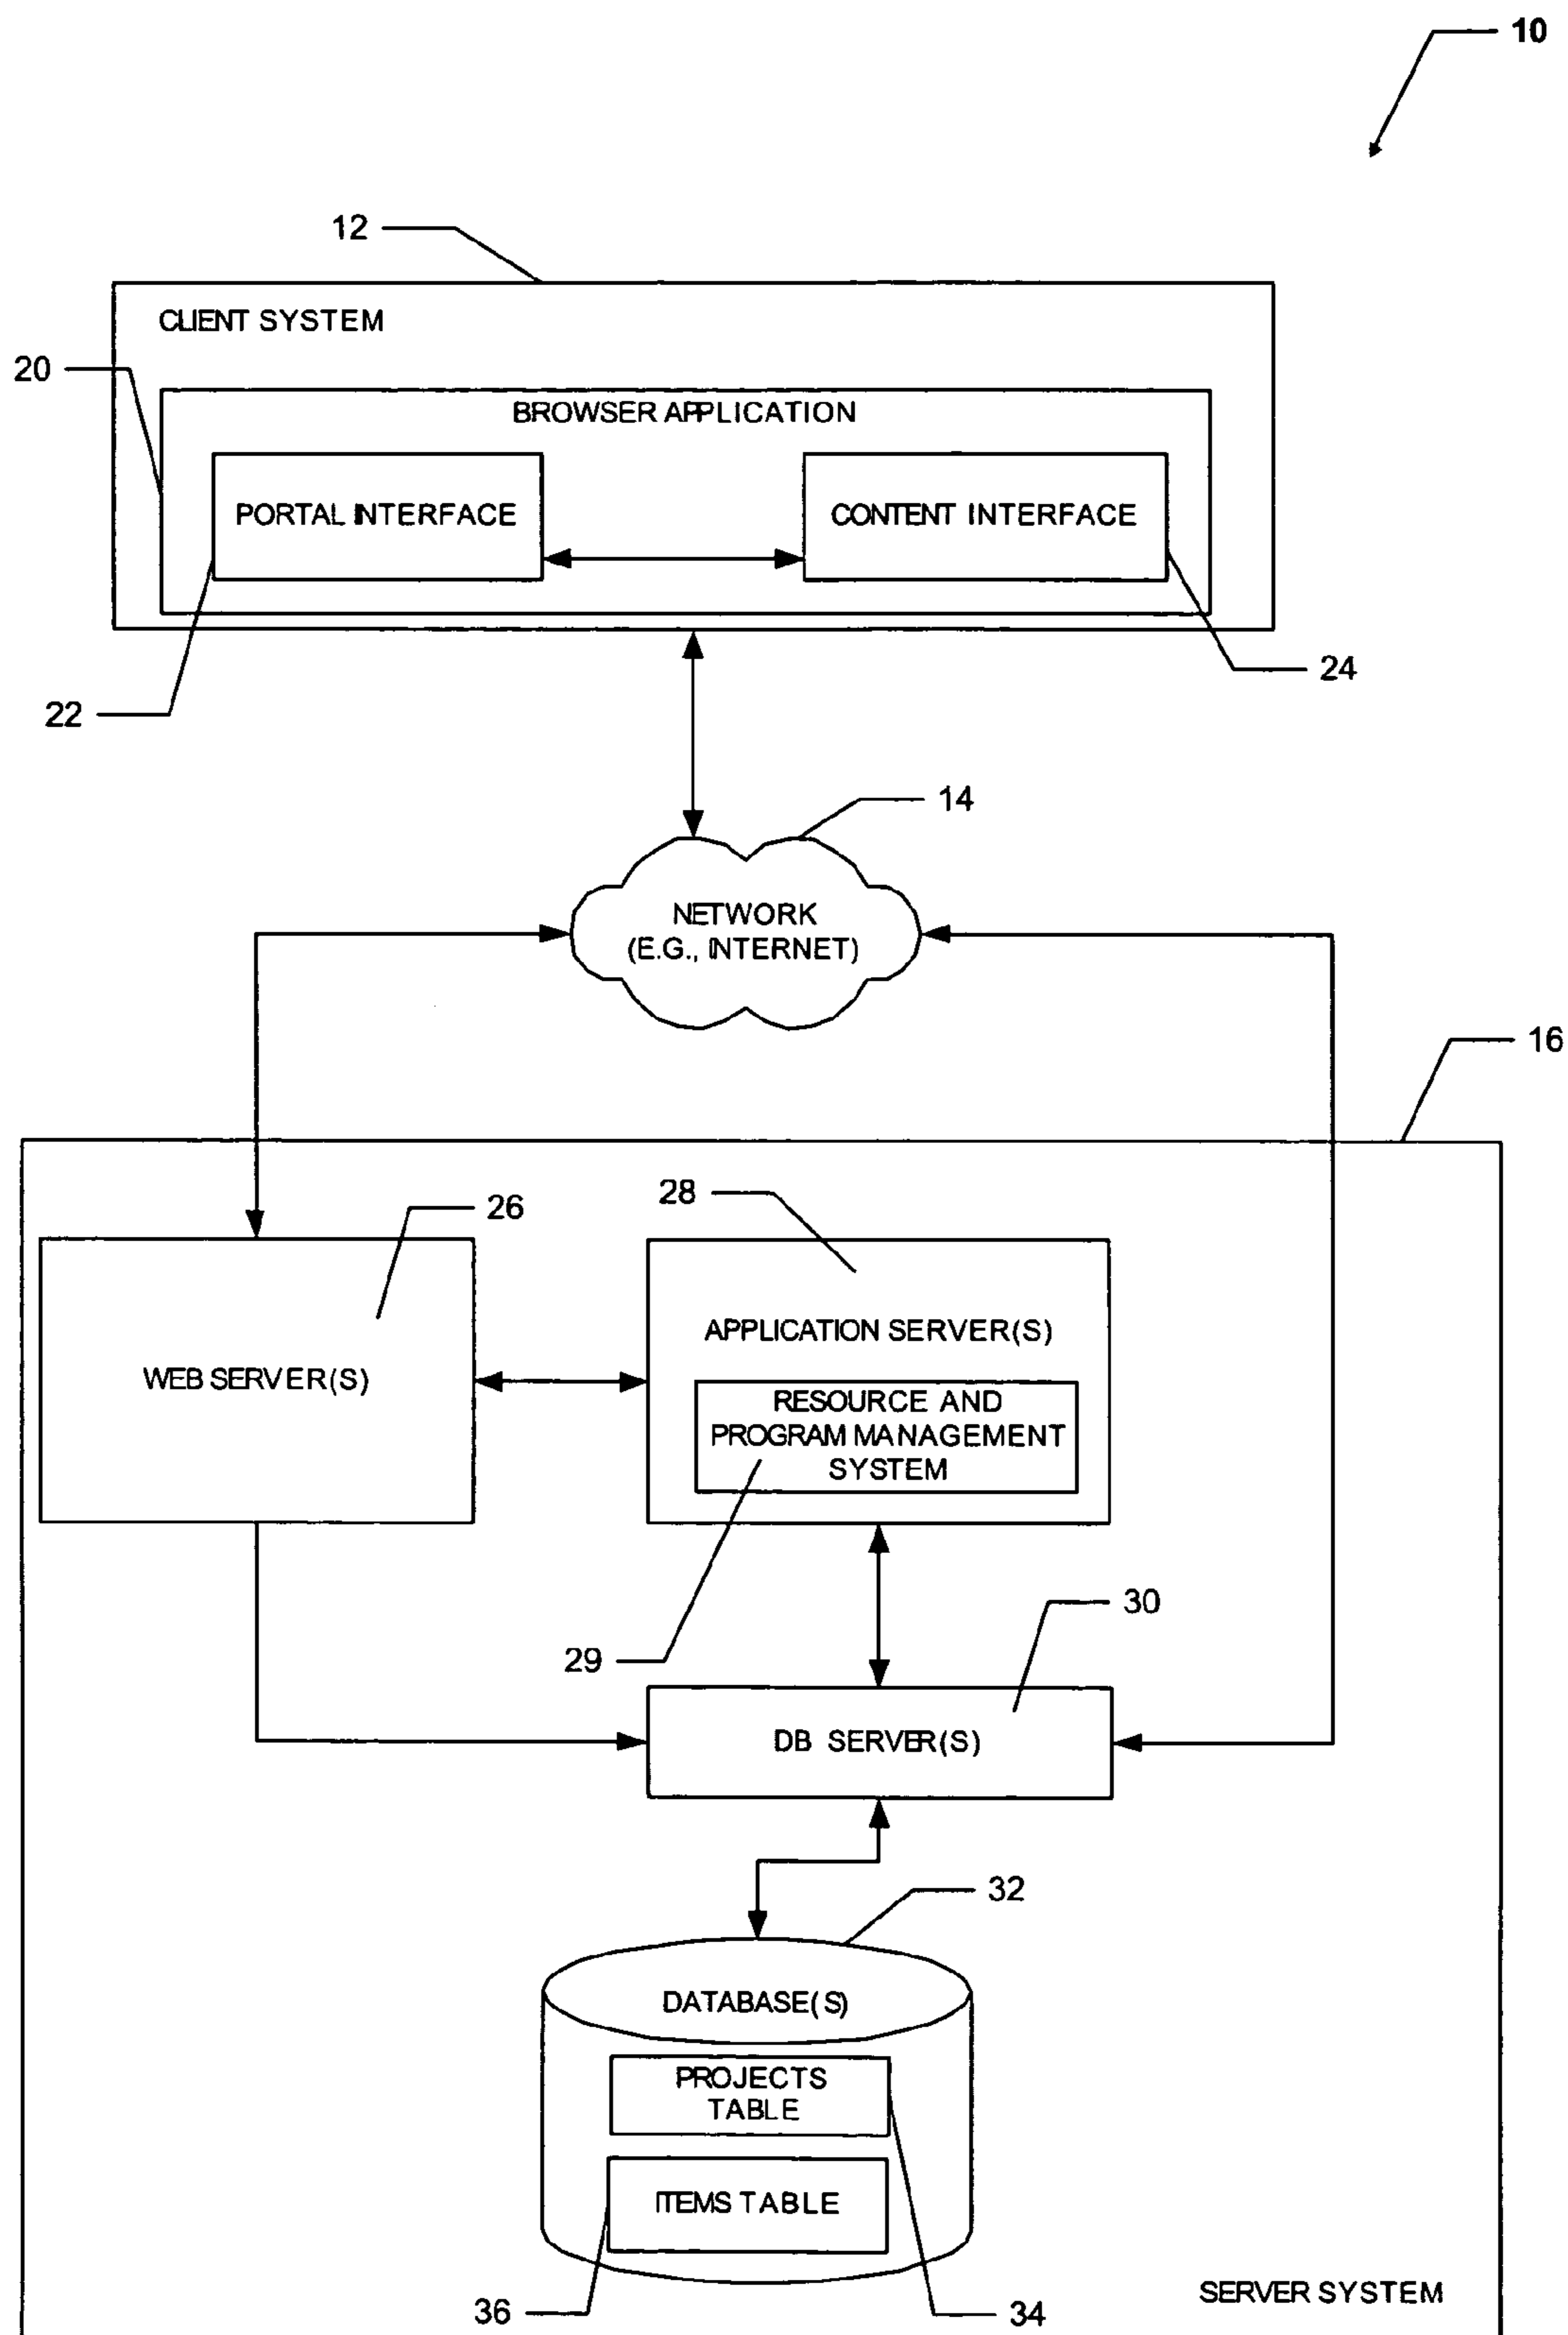 10
12
CLIENT SYSTEM
20
BROWSER APPLICATION
PORTAL INTERFACE
CONTENT INTERFACE
24
22
14
NETWORK
(E.G., INTERNET)
16
28
26
APPLICATION SERVER(S)
WEB SERVER(S)
RESOURCE AND
PROGRAM MANAGEMENT
SYSTEM
30
29
DB SERVER(S)
32
DATABASE(S)
PROJECTS
TABLE
ITEMS TABLE
SERVER SYSTEM
36
34